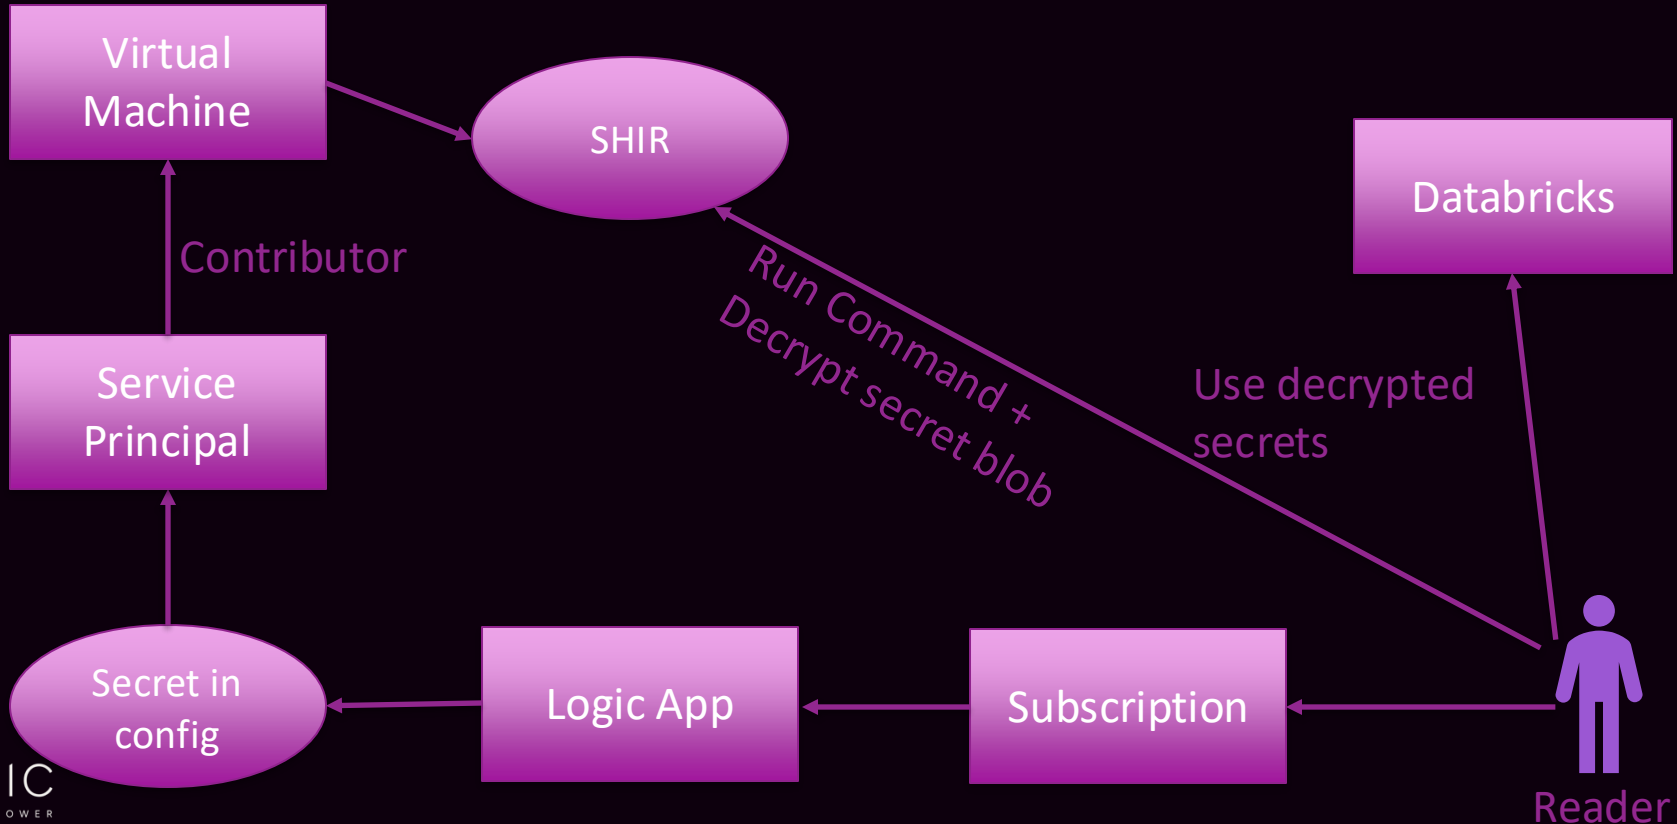 Virtual
Machine
SHIR
Databricks
Contributor
Run Command +
Decrypt secret blob
Service
Principal
Use decrypted
secrets
Secret in
config
Logic App
Subscription
IC
OWER
Reader